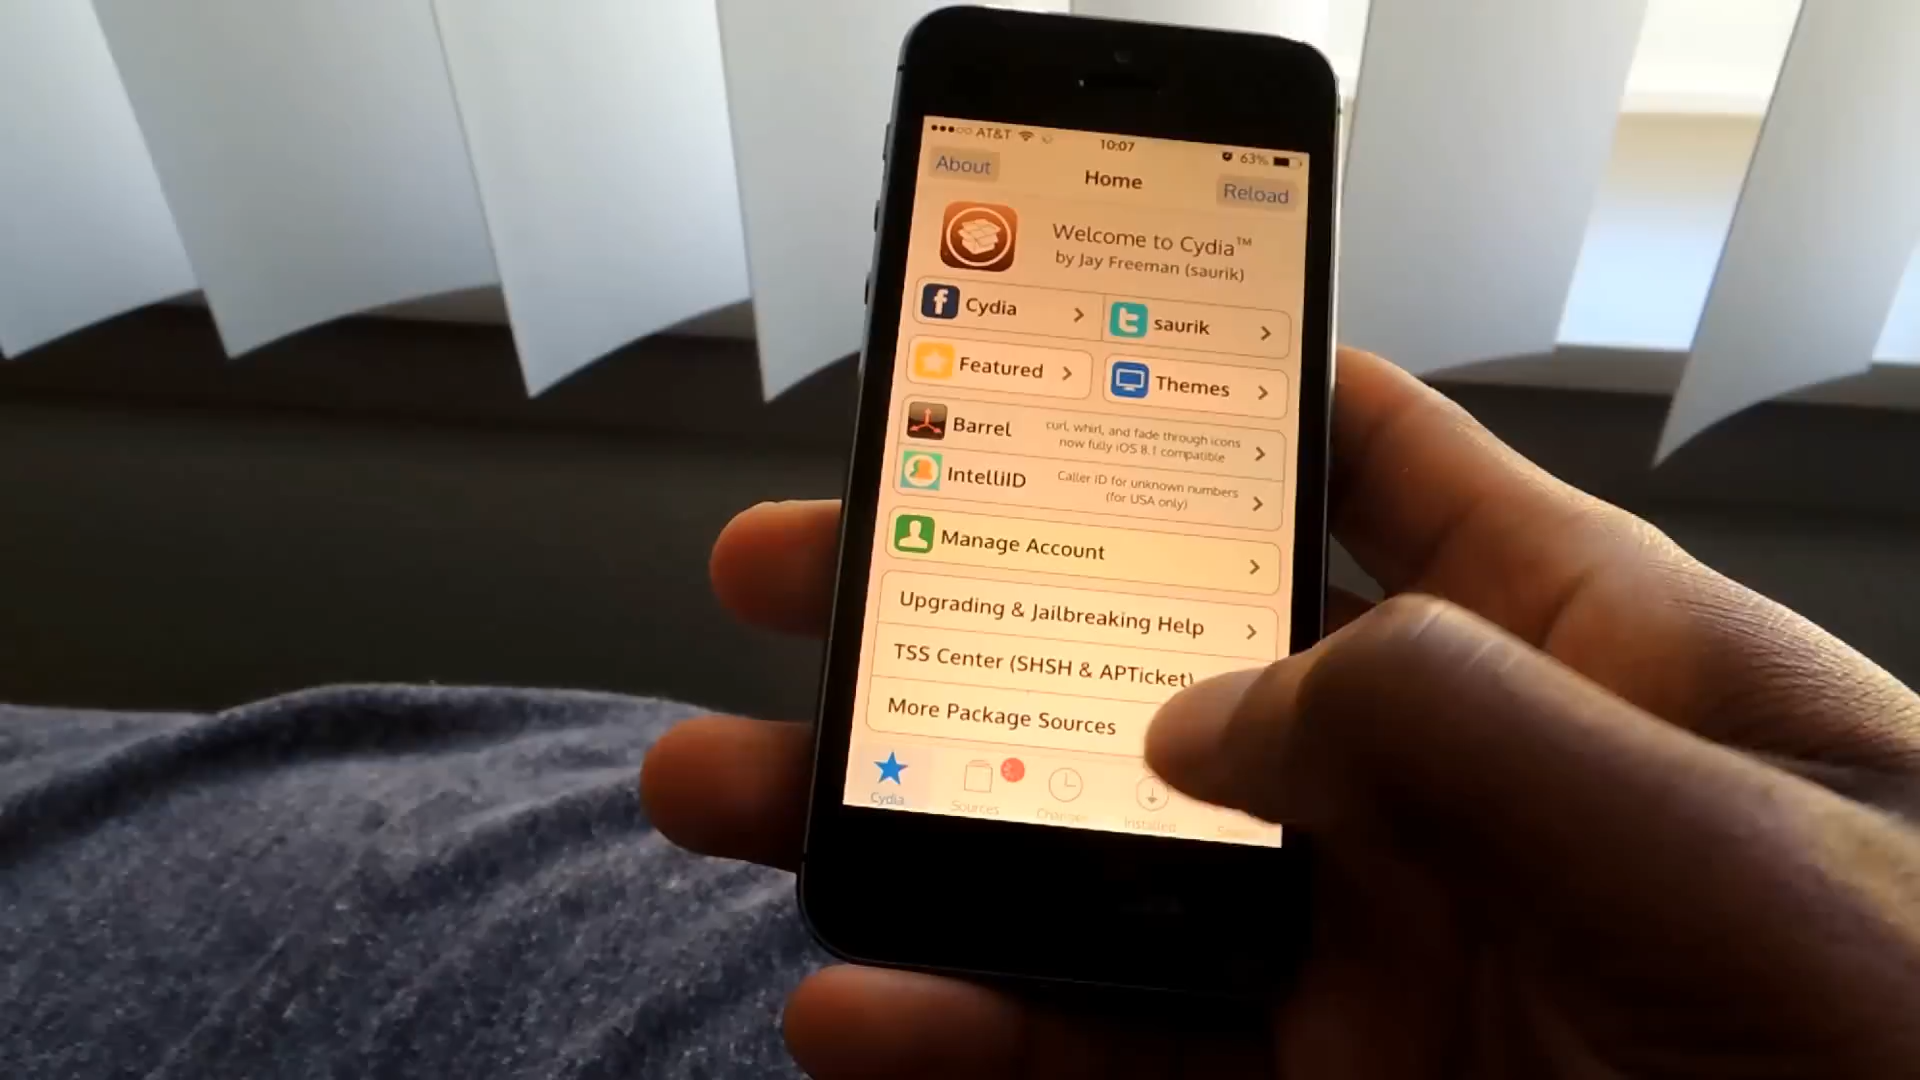 AT&T 10:07 63%
About Home Reload
Welcome to Cydia™
by Jay Freeman (saurik)
Cydia saurik
Featured Themes
Barrel curl, whirl, and fade through icons
now fully iOS 8.1 compatible
IntelliID Caller ID for unknown numbers
(for USA only)
Manage Account
Upgrading & Jailbreaking Help
TSS Center (SHSH & APTicket)
More Package Sources
Cydia Sources Changes Installed